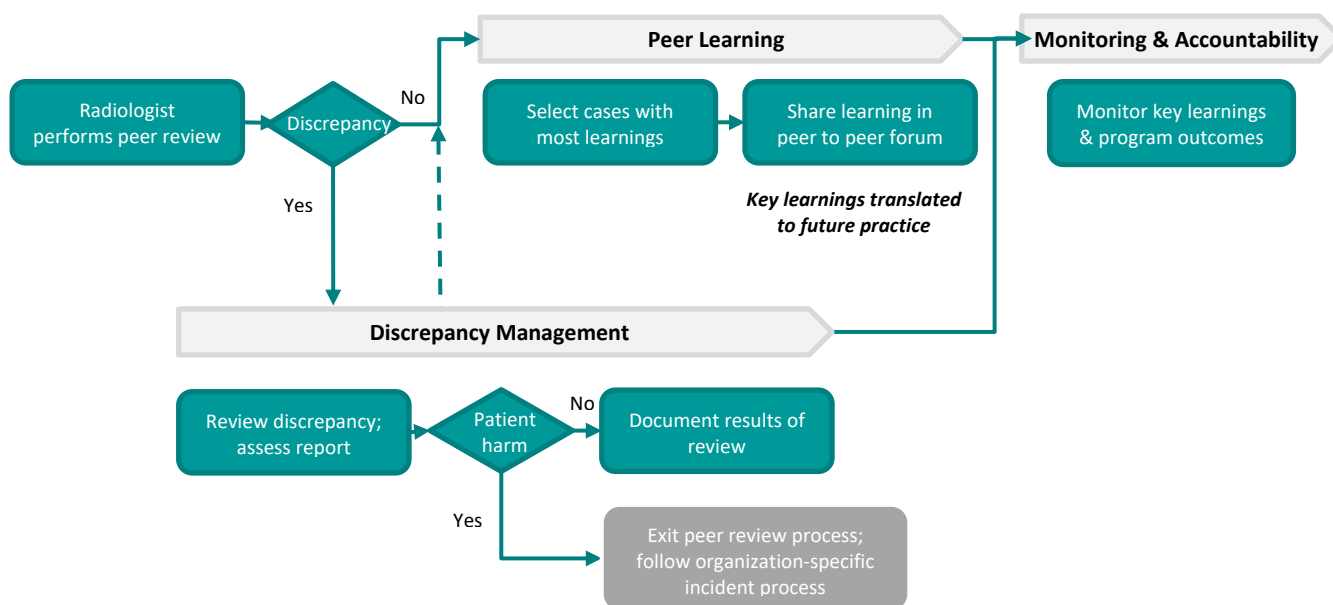 Peer Learning
Monitoring & Accountability
Radiologist
performs peer review
Discrepancy
No
Select cases with
most learnings
Share learning in
peer to peer forum
Monitor key learnings
& program outcomes
Key learnings translated
to future practice
Yes
Discrepancy Management
Review discrepancy;
assess report
Patient
harm
No
Document results of
review
Yes
Exit peer review process;
follow organization-specific
incident process